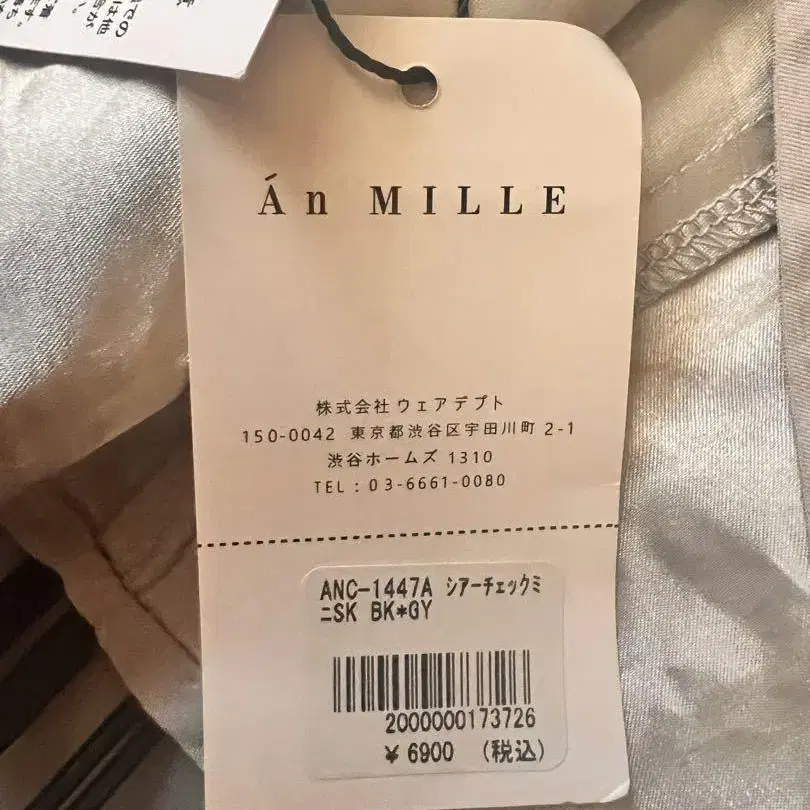 Án MILLE
株式会社 ウェアデプト
150-0042 東京都渋谷区宇田川町 2-1
渋谷ホームズ 1310
TEL : 03-6661-0080
ANC-1447A シアーチェックミ
ニSK BK*GY
2000000173726
¥ 6900 (税込)